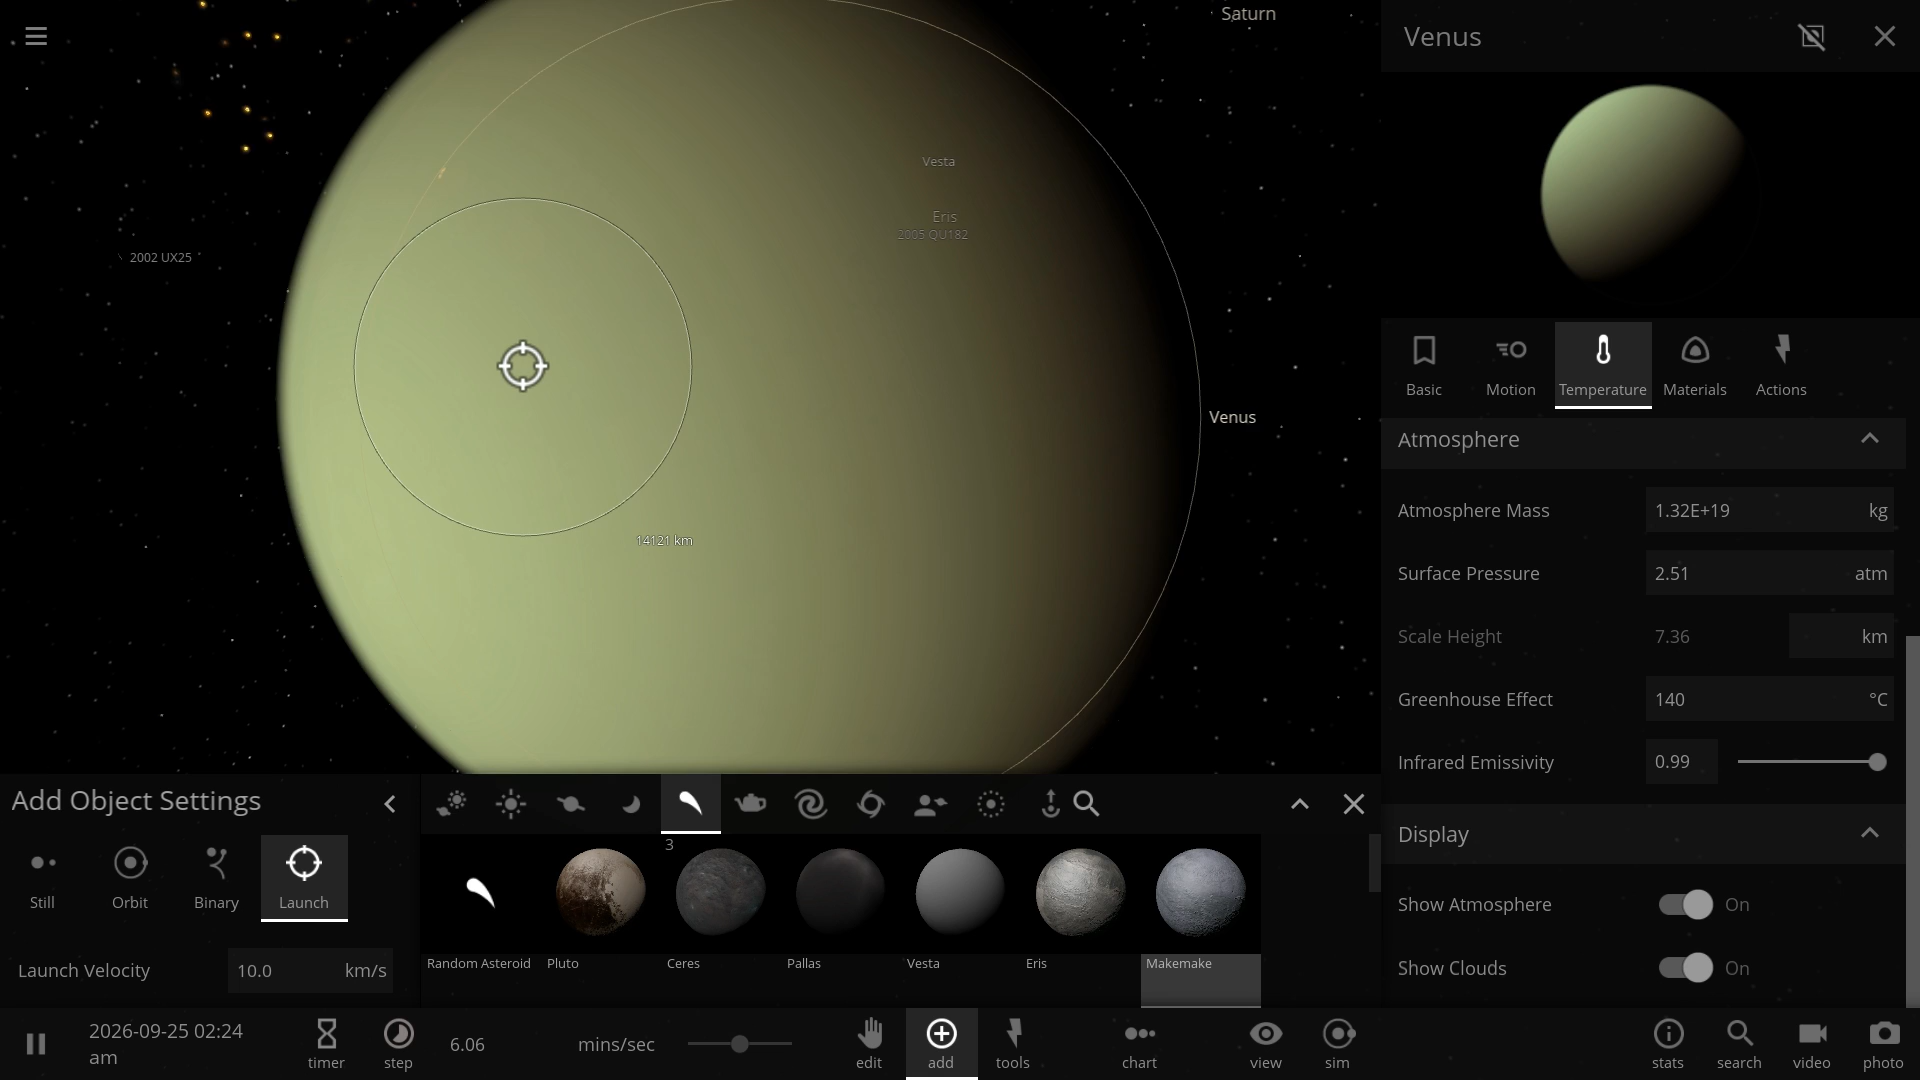 Saturn
Venus
Vesta
Eris
2005 QU182
2002 UX25
Venus
14121 km
Basic
Motion
Temperature
Materials
Actions
Atmosphere
Atmosphere Mass 1.32E+19 kg
Surface Pressure 2.51 atm
Scale Height 7.36 km
Greenhouse Effect 140 °C
Infrared Emissivity 0.99
Display
Show Atmosphere On
Show Clouds On
Add Object Settings
Still
Orbit
Binary
Launch
Launch Velocity 10.0 km/s
3
Random Asteroid
Pluto
Ceres
Pallas
Vesta
Eris
Makemake
2026-09-25 02:24
am
timer
step
6.06 mins/sec
edit
add
tools
chart
view
sim
stats
search
video
photo